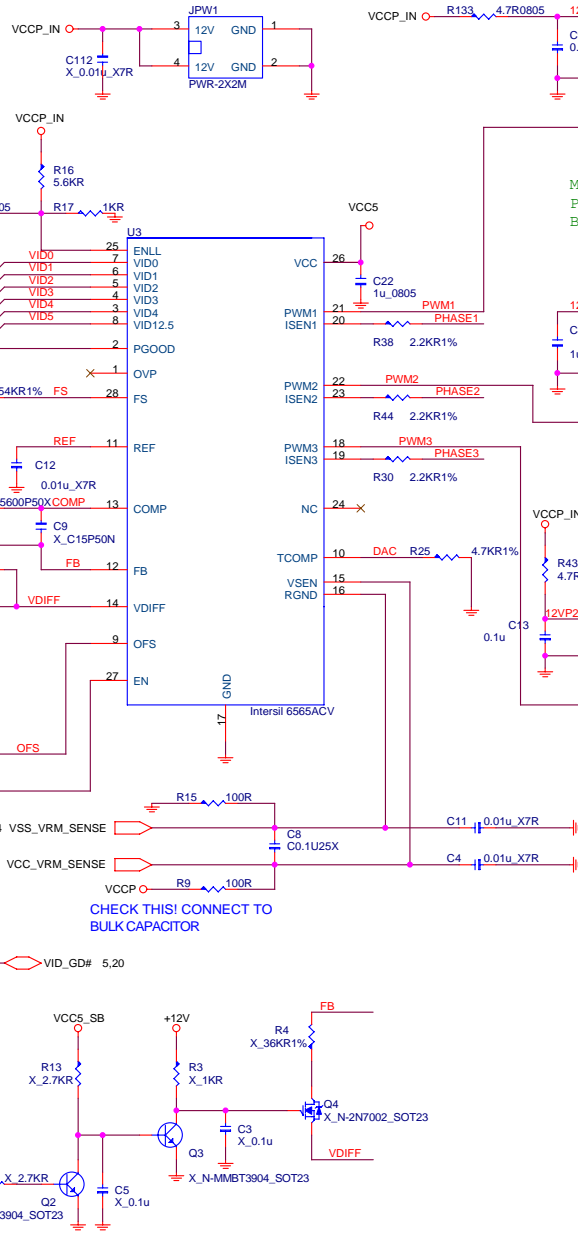 JPW1
VCCP_IN
3
12V
GND
1
4
12V
GND
2
PWR-2X2M
C112
X_0.01u_X7R
VCCP_IN
R133
4.7R0805
VCCP_IN
R16
5.6KR
R17
1KR
VCC5
C22
1u_0805
U3
25
ENLL
VID0
7
VID0
VID1
6
VID1
VID2
5
VID2
VID3
4
VID3
VID4
3
VID4
VID5
8
VID12.5
2
PGOOD
1
OVP
54KR1%
FS
28
FS
REF
11
REF
C12
0.01u_X7R
5600P50X
COMP
13
COMP
C9
X_C15P50N
FB
12
FB
VDIFF
14
VDIFF
9
OFS
27
EN
OFS
VCC
26
PWM1
21
PWM1
ISEN1
20
PHASE1
R38
2.2KR1%
PWM2
22
PWM2
ISEN2
23
PHASE2
R44
2.2KR1%
PWM3
18
PWM3
ISEN3
19
PHASE3
R30
2.2KR1%
NC
24
TCOMP
10
DAC
R25
4.7KR1%
VSEN
15
RGND
16
GND
17
Intersil 6565ACV
VCCP_IN
R43
4.7R
12VP2
C13
0.1u
R15
100R
VSS_VRM_SENSE
C8
C0.1U25X
C11
0.01u_X7R
VCC_VRM_SENSE
C4
0.01u_X7R
VCCP
R9
100R
CHECK THIS! CONNECT TO
BULK CAPACITOR
VID_GD#
5,20
VCC5_SB
+12V
FB
R13
X_2.7KR
R3
X_1KR
R4
X_36KR1%
Q4
X_N-2N7002_SOT23
C3
X_0.1u
VDIFF
Q3
X_N-MMBT3904_SOT23
X_2.7KR
Q2
3904_SOT23
C5
X_0.1u